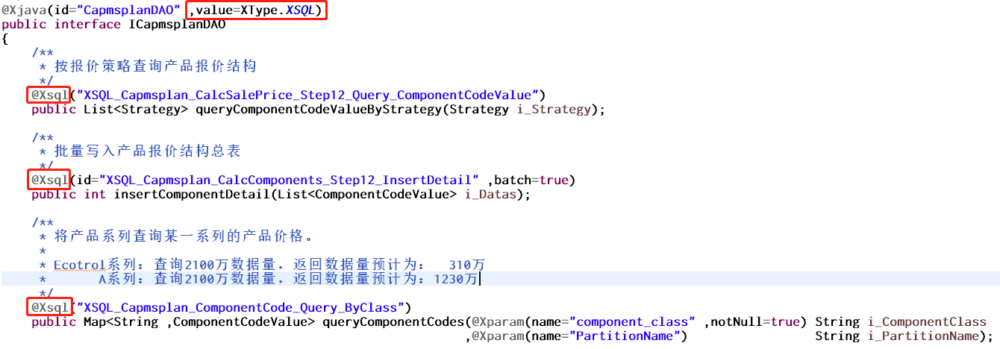 @Xjava(id="CapmsplanDAO" ,value=XType.XSQL)
public interface ICapmsplanDAO
{
    /**
     * 按报价策略查询产品报价结构
     */
    @Xsql("XSQL_Capmsplan_CalcSalePrice_Step12_Query_ComponentCodeValue")
    public List<Strategy> queryComponentCodeValueByStrategy(Strategy i_Strategy);
    /**
     * 批量写入产品报价结构总表
     */
    @Xsql(id="XSQL_Capmsplan_CalcComponents_Step12_InsertDetail" ,batch=true)
    public int insertComponentDetail(List<ComponentCodeValue> i_Datas);
    /**
     * 将产品系列查询某一系列的产品价格。
     *
     * Ecotrol系列：查询2100万数据量．返回数据量预计为：  310万
     *       A系列：查询2100万数据量．返回数据量预计为：1230万
     */
    @Xsql("XSQL_Capmsplan_ComponentCode_Query_ByClass")
    public Map<String ,ComponentCodeValue> queryComponentCodes(@Xparam(name="component_class" ,notNull=true) String i_ComponentClass
                                                              ,@Xparam(name="PartitionName")                 String i_PartitionName);